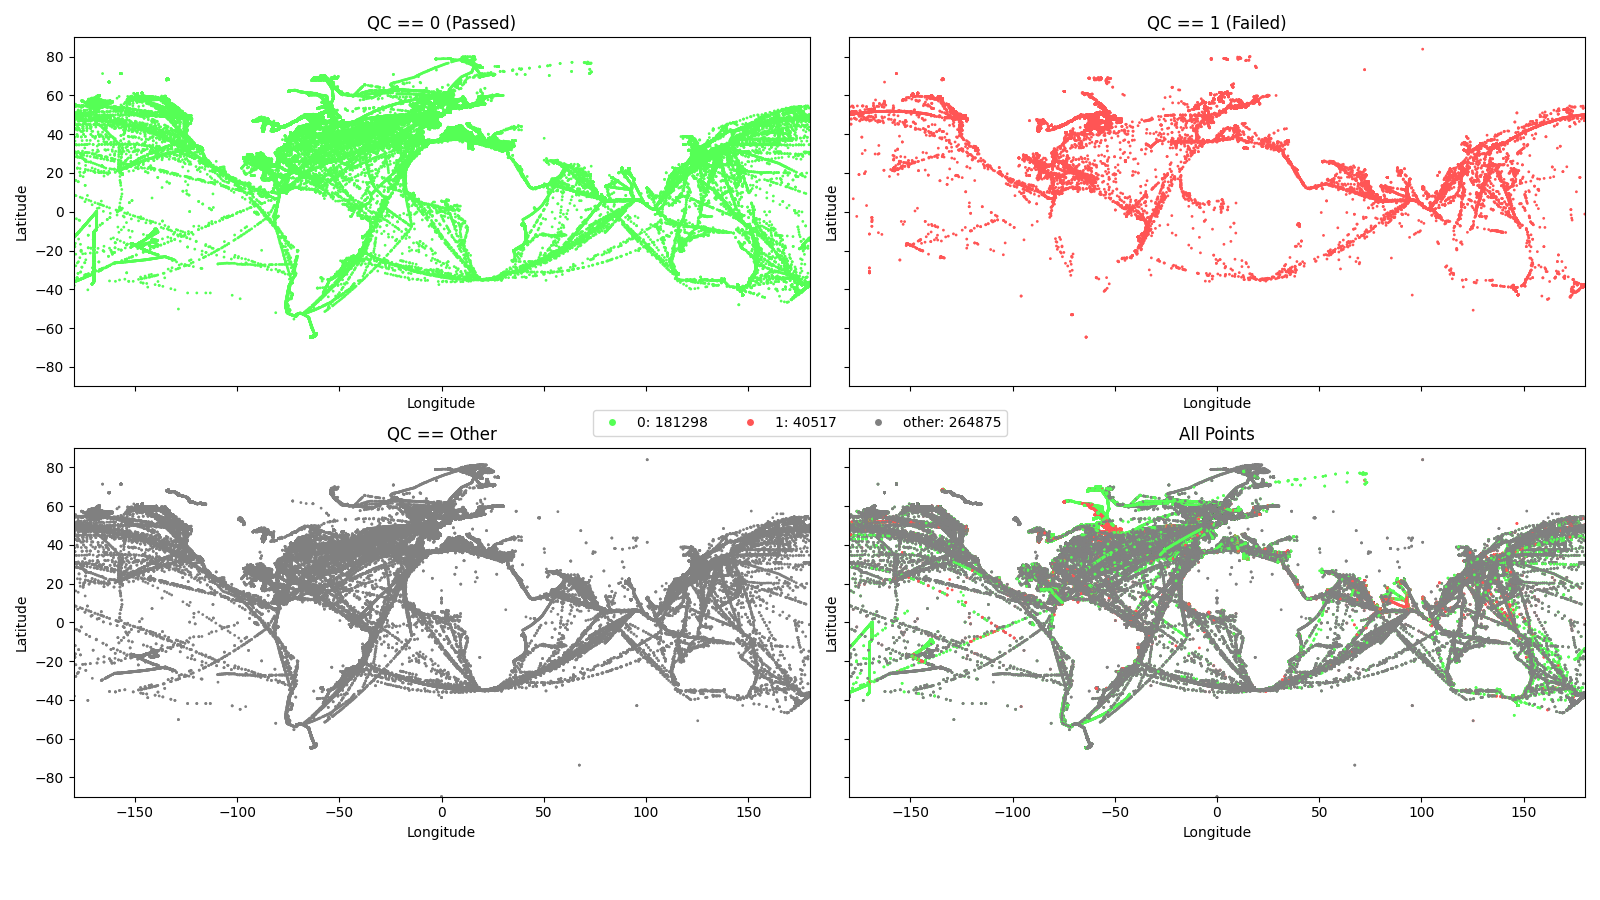 QC == 0 (Passed)
QC == 1 (Failed)
80
60
40
20
0
−20
−40
−60
−80
Latitude
Latitude
Longitude
Longitude
0: 181298
1: 40517
other: 264875
QC == Other
All Points
80
60
40
20
0
−20
−40
−60
−80
Latitude
Latitude
−150
−100
−50
0
50
100
150
−150
−100
−50
0
50
100
150
Longitude
Longitude